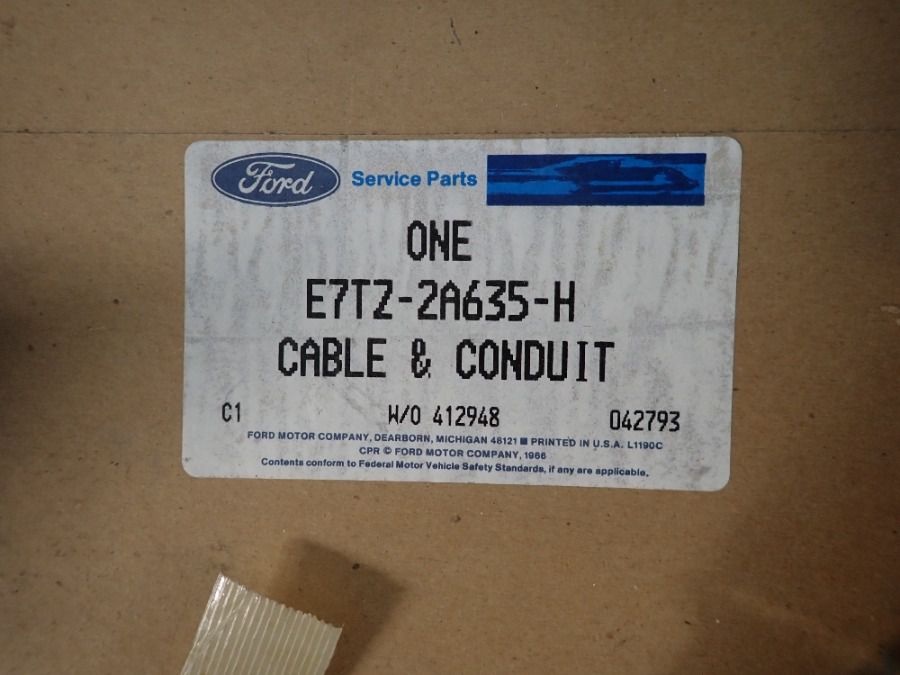 Ford Service Parts
ONE
E7TZ-2A635-H
CABLE & CONDUIT
C1 W/O 412948 042793
FORD MOTOR COMPANY, DEARBORN, MICHIGAN 48121 ■ PRINTED IN U.S.A. L1190C
CPR © FORD MOTOR COMPANY, 1986
Contents conform to Federal Motor Vehicle Safety Standards, if any are applicable.